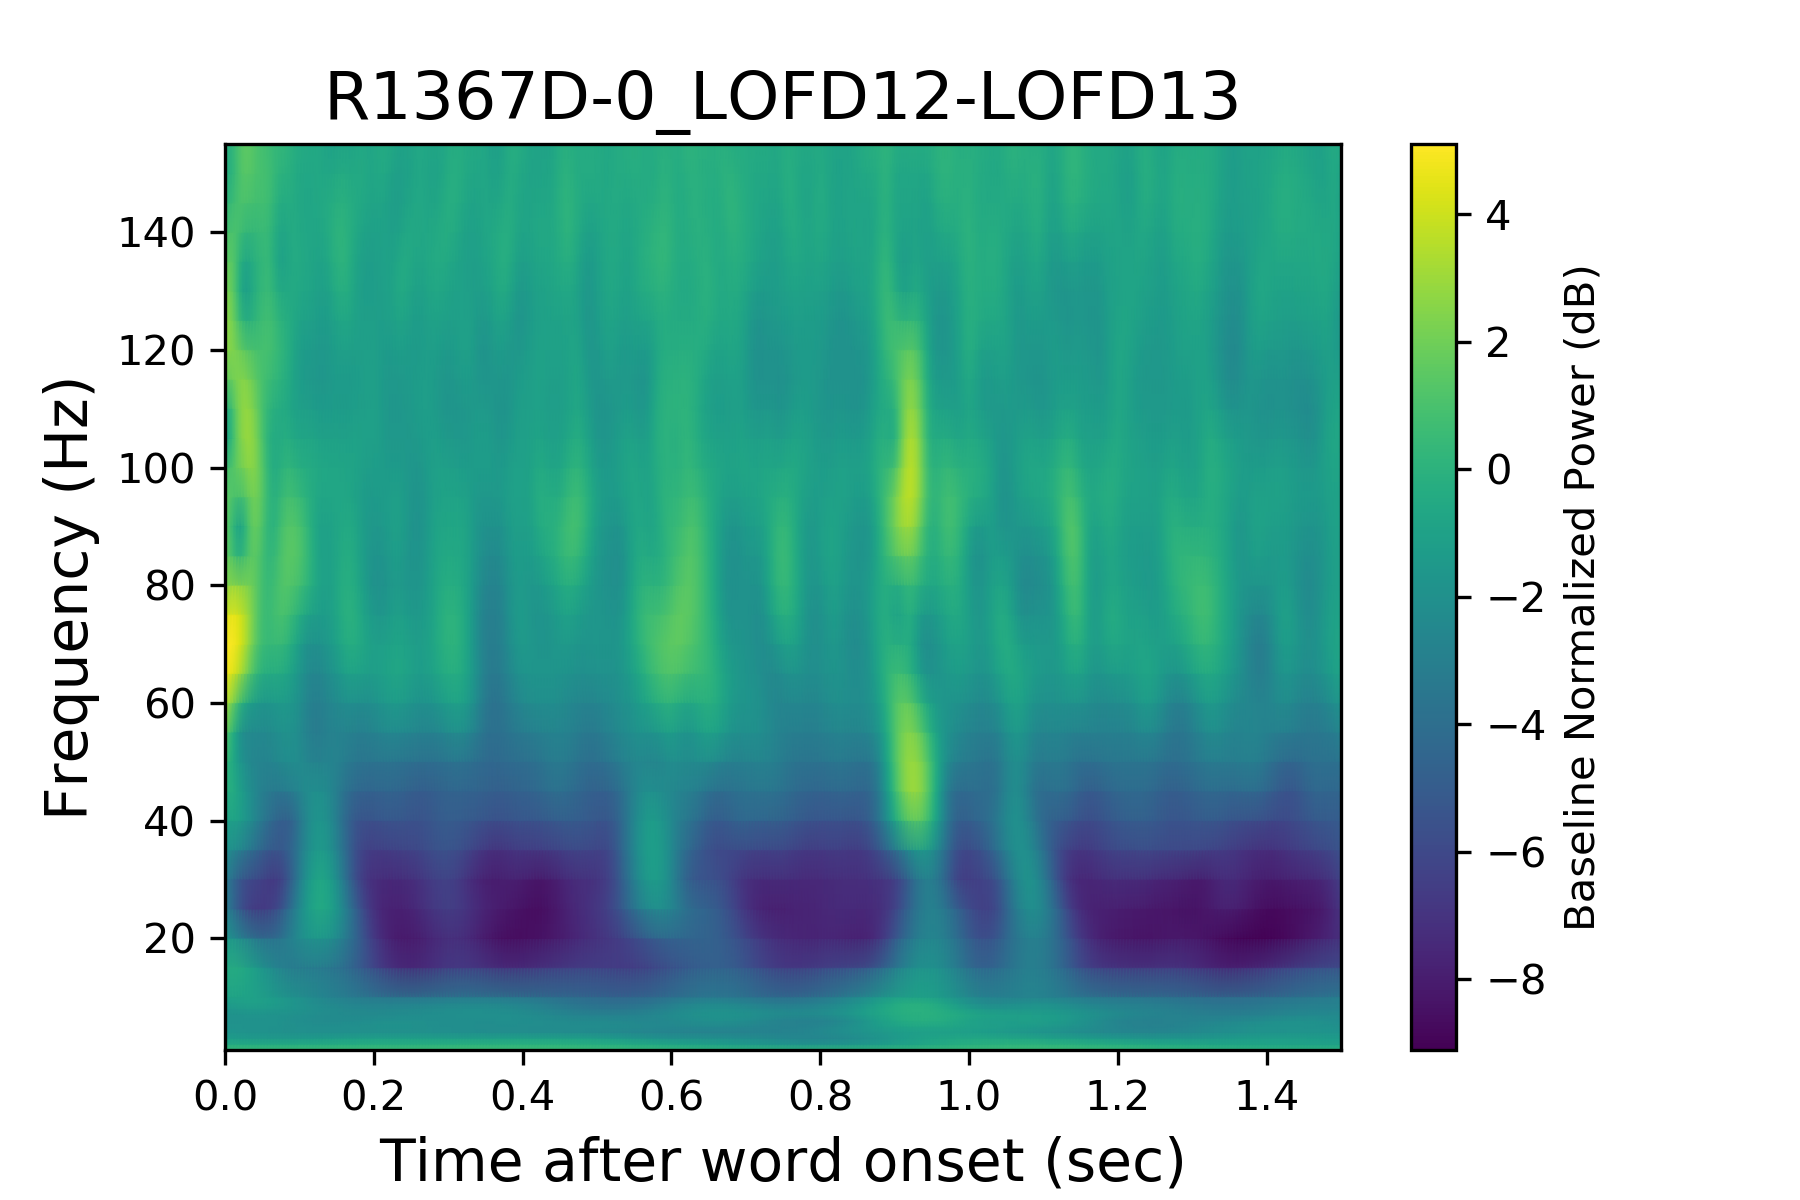 R1367D-0_LOFD12-LOFD13
Frequency (Hz)
140
120
100
80
60
40
20
0.0 0.2 0.4 0.6 0.8 1.0 1.2 1.4
Time after word onset (sec)
4
2
0
−2
−4
−6
−8
Baseline Normalized Power (dB)